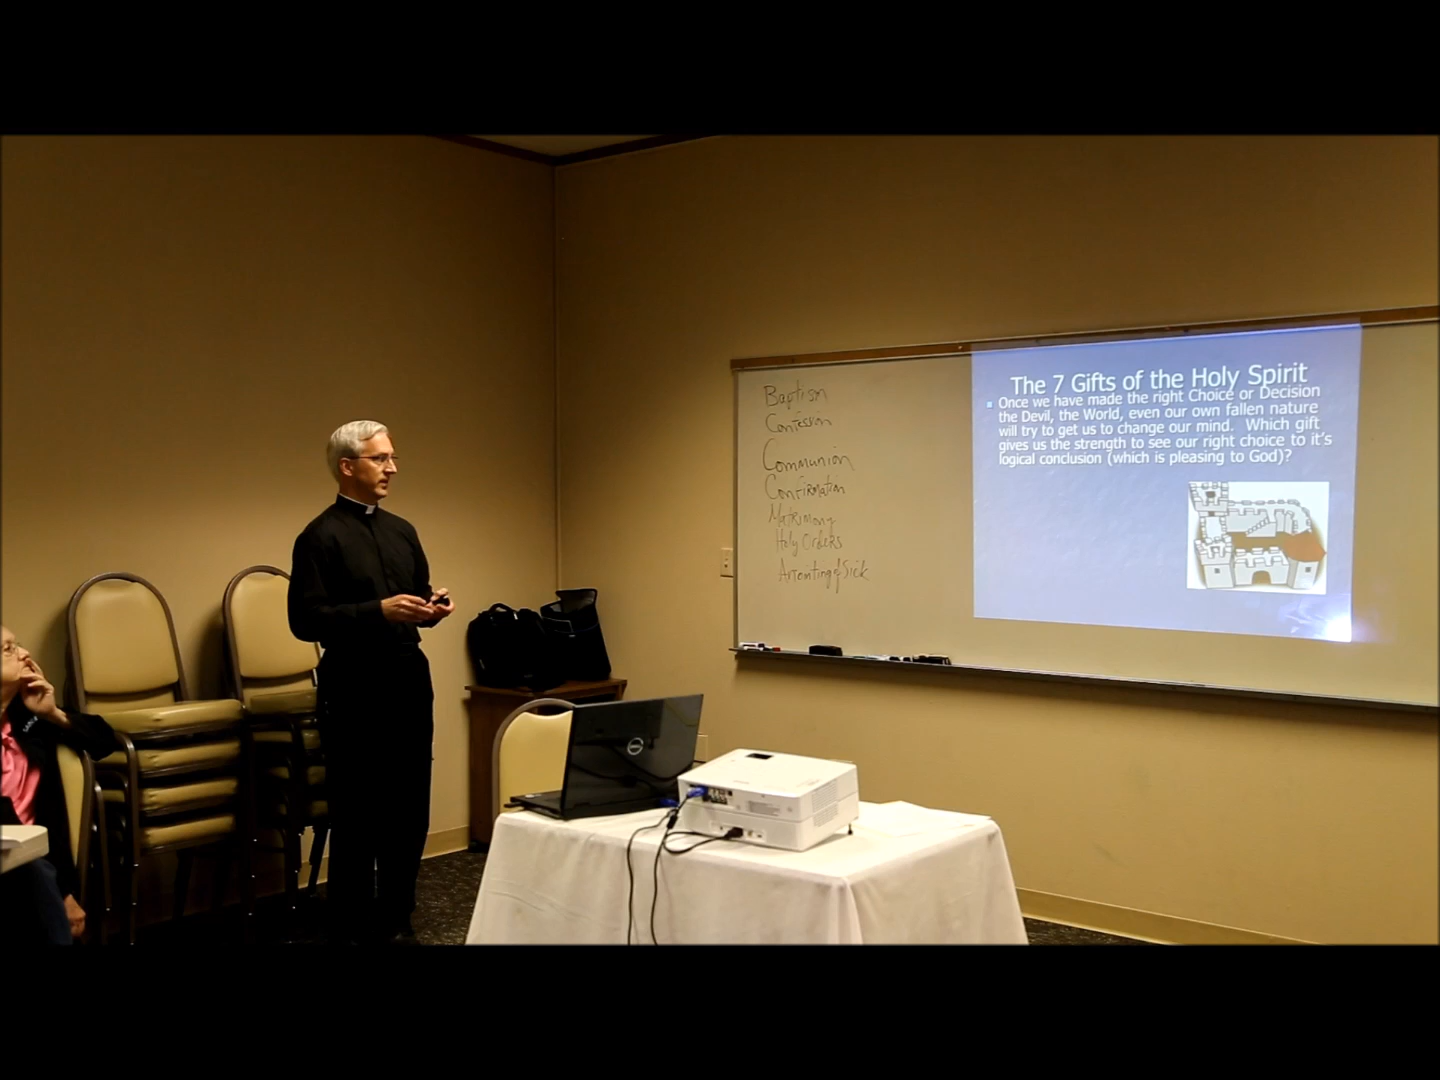 Baptism
Confession
Communion
Confirmation
Matrimony
Holy Orders
Anointing of Sick
The 7 Gifts of the Holy Spirit
Once we have made the right Choice or Decision
the Devil, the World, even our own fallen nature
will try to get us to change our mind. Which gift
gives us the strength to see our right choice to it's
logical conclusion (which is pleasing to God)?
DELL